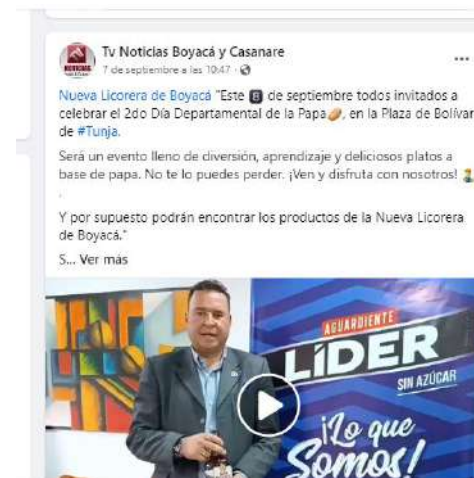 Tv Noticias Boyacá y Casanare
7 de septiembre a las 10:47 ·
Nueva Licorera de Boyacá "Este 8 de septiembre todos invitados a
celebrar el 2do Día Departamental de la Papa🥔, en la Plaza de Bolívar
de #Tunja.
Será un evento lleno de diversión, aprendizaje y deliciosos platos a
base de papa. No te lo puedes perder. ¡Ven y disfruta con nosotros!
.
Y por supuesto podrán encontrar los productos de la Nueva Licorera
de Boyacá."
S... Ver más
AGUARDIENTE
LÍDER
SIN AZÚCAR
¡Lo que
Somos!